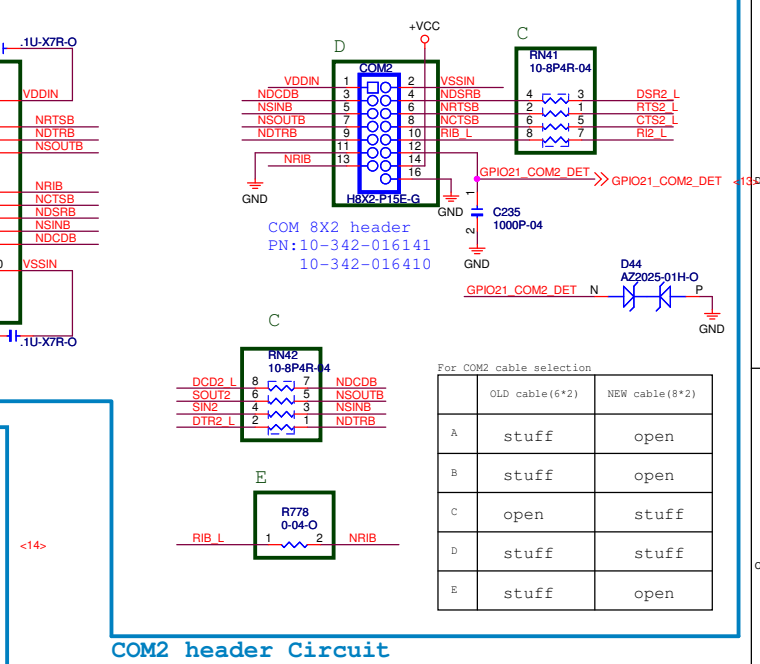 .1U-X7R-O
VDDIN
NRTSB
NDTRB
NSOUTB
NRIB
NCTSB
NDSRB
NSINB
NDCDB
VSSIN
.1U-X7R-O
<14>
+VCC
D
COM2
VDDIN 1 2 VSSIN
NDCDB 3 4 NDSRB
NSINB 5 6 NRTSB
NSOUTB 7 8 NCTSB
NDTRB 9 10 RIB_L
11 12
NRIB 13 14
16
GND
H8X2-P15E-G
GND
COM 8X2 header
PN:10-342-016141
10-342-016410
C
RN41
10-8P4R-04
4 3 DSR2_L
2 1 RTS2_L
6 5 CTS2_L
8 7 RI2_L
GPIO21_COM2_DET
GPIO21_COM2_DET
<13>
1
C235
1000P-04
2
GND
D44
AZ2025-01H-O
GPIO21_COM2_DET N P
GND
C
RN42
10-8P4R-04
DCD2_L 8 7 NDCDB
SOUT2 6 5 NSOUTB
SIN2 4 3 NSINB
DTR2_L 2 1 NDTRB
E
R778
0-04-O
RIB_L 1 2 NRIB
For COM2 cable selection
OLD cable(6*2) NEW cable(8*2)
A stuff open
B stuff open
C open stuff
D stuff stuff
E stuff open
COM2 header Circuit